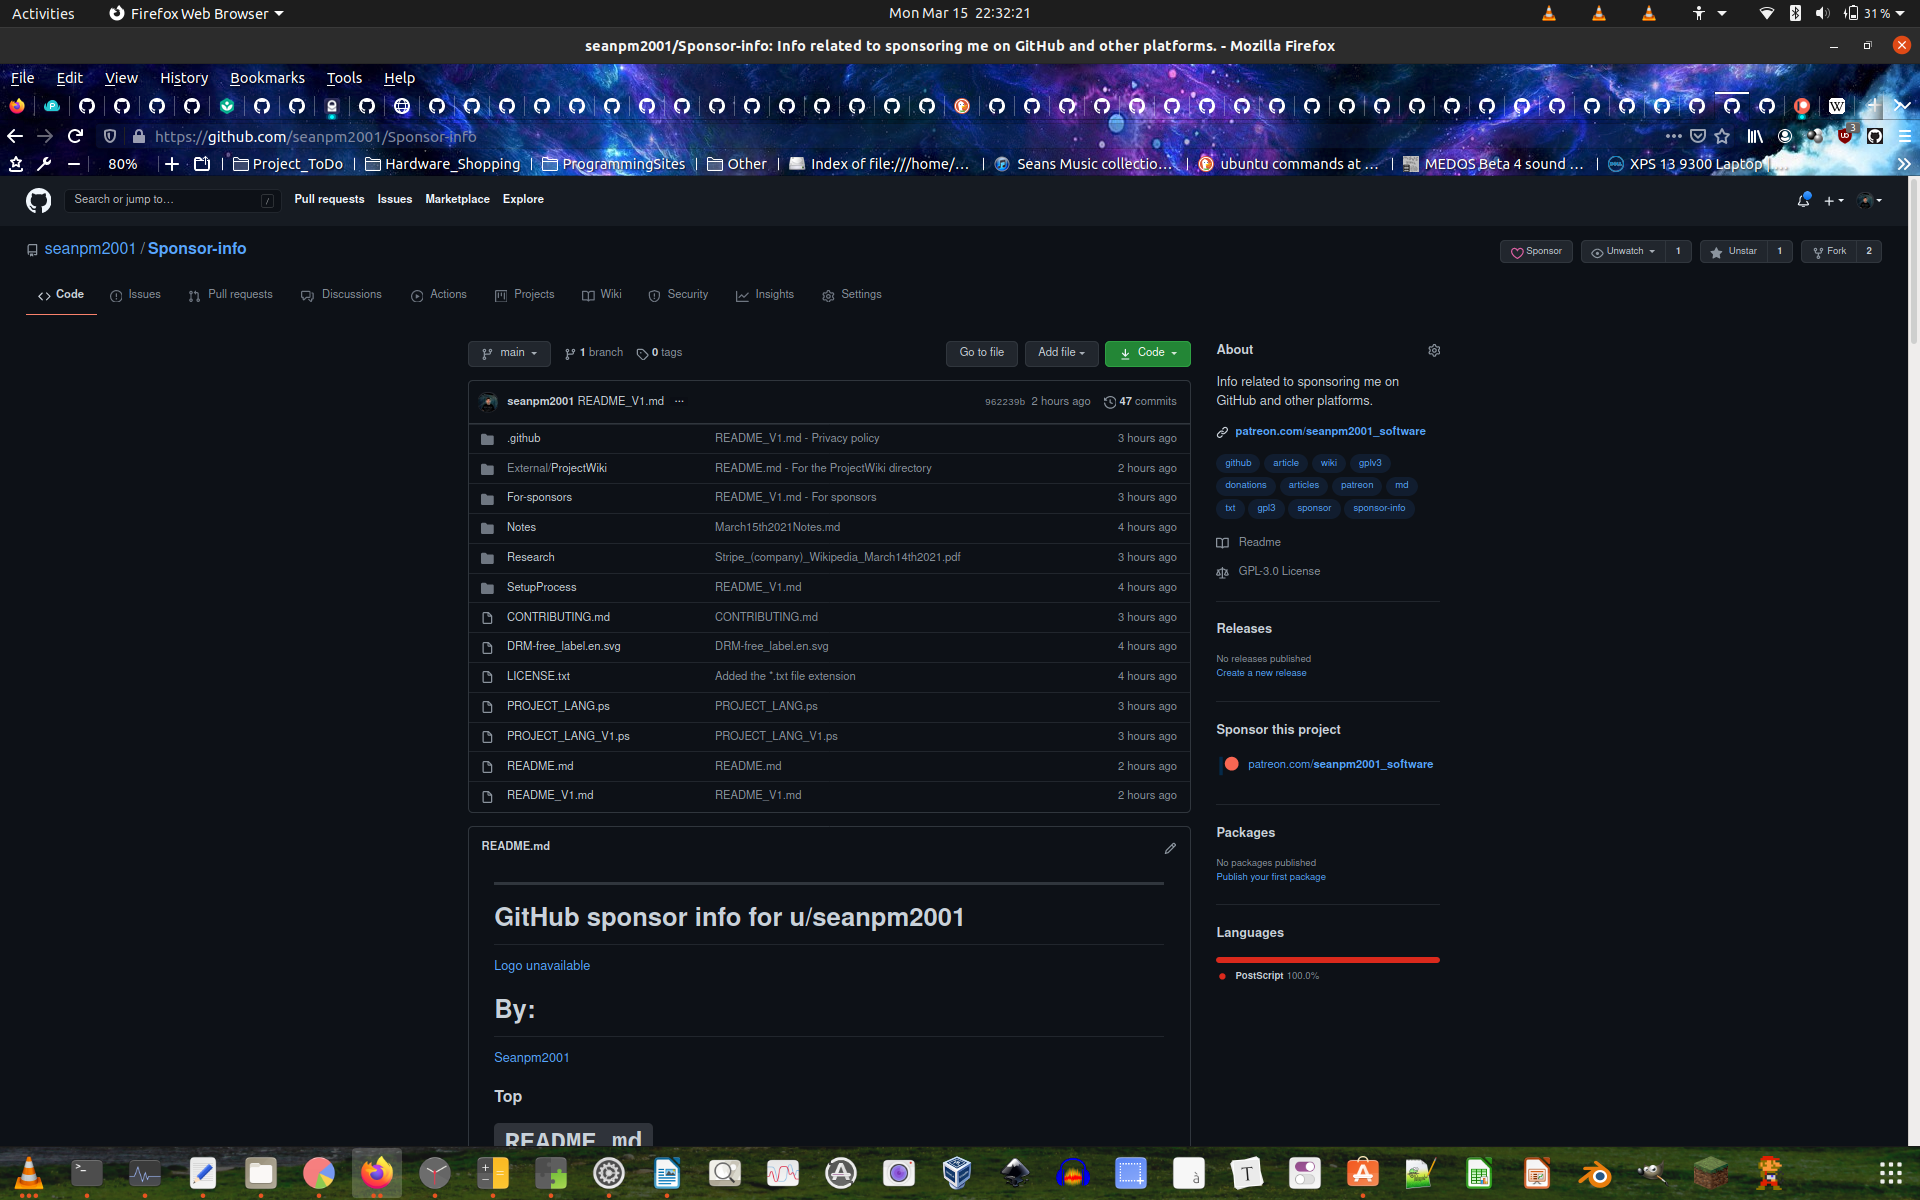 Activities
Firefox Web Browser
Mon Mar 15 22:32:21
31 %
seanpm2001/Sponsor-info: Info related to sponsoring me on GitHub and other platforms. - Mozilla Firefox
File Edit View History Bookmarks Tools Help
https://github.com/seanpm2001/Sponsor-info
3
80%
Project_ToDo
Hardware_Shopping
ProgrammingSites
Other
Index of file:///home/...
Seans Music collectio...
ubuntu commands at ...
MEDOS Beta 4 sound ...
XPS 13 9300 Laptop
Search or jump to...
/
Pull requests Issues Marketplace Explore
seanpm2001 / Sponsor-info
Sponsor
Unwatch 1
Unstar 1
Fork 2
Code Issues Pull requests Discussions Actions Projects Wiki Security Insights Settings
main
1 branch
0 tags
Go to file
Add file
Code
seanpm2001 README_V1.md ...
962239b 2 hours ago
47 commits
.github README_V1.md - Privacy policy 3 hours ago
External/ProjectWiki README.md - For the ProjectWiki directory 2 hours ago
For-sponsors README_V1.md - For sponsors 3 hours ago
Notes March15th2021Notes.md 4 hours ago
Research Stripe_(company)_Wikipedia_March14th2021.pdf 3 hours ago
SetupProcess README_V1.md 4 hours ago
CONTRIBUTING.md CONTRIBUTING.md 3 hours ago
DRM-free_label.en.svg DRM-free_label.en.svg 4 hours ago
LICENSE.txt Added the *.txt file extension 4 hours ago
PROJECT_LANG.ps PROJECT_LANG.ps 3 hours ago
PROJECT_LANG_V1.ps PROJECT_LANG_V1.ps 3 hours ago
README.md README.md 2 hours ago
README_V1.md README_V1.md 2 hours ago
README.md
GitHub sponsor info for u/seanpm2001
Logo unavailable
By:
Seanpm2001
Top
README.md
About
Info related to sponsoring me on
GitHub and other platforms.
patreon.com/seanpm2001_software
github article wiki gplv3
donations articles patreon md
txt gpl3 sponsor sponsor-info
Readme
GPL-3.0 License
Releases
No releases published
Create a new release
Sponsor this project
patreon.com/seanpm2001_software
Packages
No packages published
Publish your first package
Languages
PostScript 100.0%